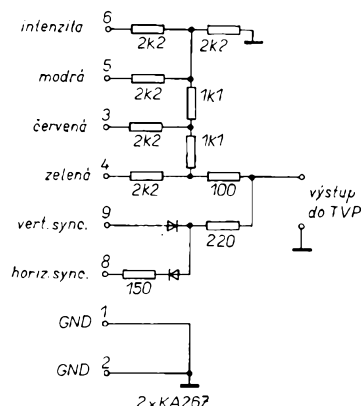 intenzita 6 2k2 2k2
modrá 5 2k2
1k1
červená 3 2k2
1k1
zelená 4 2k2 100
výstup
do TVP
vert. sync. 9
220
horiz. sync. 8 150
GND 1
GND 2
2xKA267